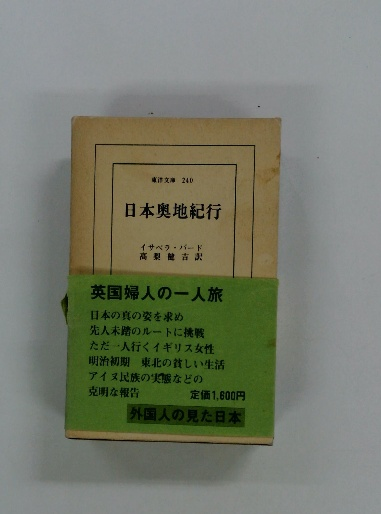 東洋文庫 240
日本奥地紀行
イサベラ・バード
高梨健吉訳
英国婦人の一人旅
日本の真の姿を求め
先人未踏のルートに挑戦
ただ一人行くイギリス女性
明治初期 東北の貧しい生活
アイヌ民族の実態などの
克明な報告
定価1,600円
外国人の見た日本